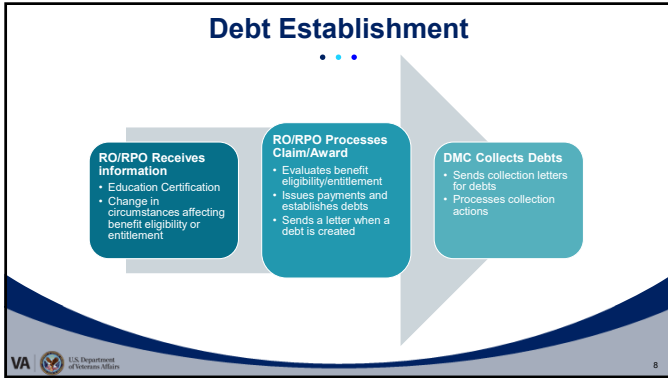 Debt Establishment
RO/RPO Receives
information
• Education Certification
• Change in
circumstances affecting
benefit eligibility or
entitlement
RO/RPO Processes
Claim/Award
• Evaluates benefit
eligibility/entitlement
• Issues payments and
establishes debts
• Sends a letter when a
debt is created
DMC Collects Debts
• Sends collection letters
for debts
• Processes collection
actions
VA
U.S. Department
of Veterans Affairs
8